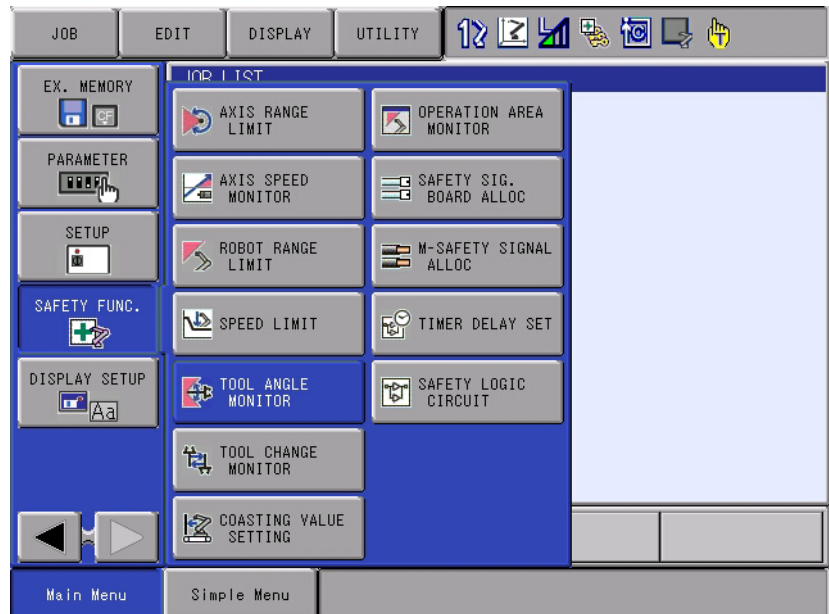 JOB
EDIT
DISPLAY
UTILITY
JOB LIST
EX. MEMORY
CF
PARAMETER
SETUP
SAFETY FUNC.
DISPLAY SETUP
Aa
AXIS RANGE
LIMIT
AXIS SPEED
MONITOR
ROBOT RANGE
LIMIT
SPEED LIMIT
TOOL ANGLE
MONITOR
TOOL CHANGE
MONITOR
COASTING VALUE
SETTING
OPERATION AREA
MONITOR
SAFETY SIG.
BOARD ALLOC
M-SAFETY SIGNAL
ALLOC
TIMER DELAY SET
SAFETY LOGIC
CIRCUIT
Main Menu
Simple Menu